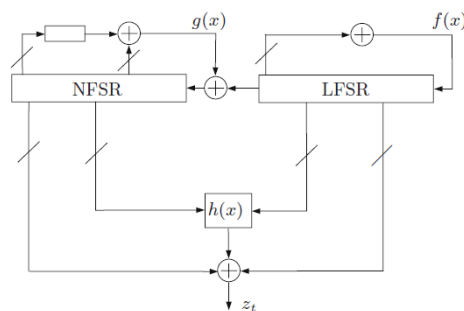 g(x)
f(x)
NFSR
LFSR
h(x)
z_t